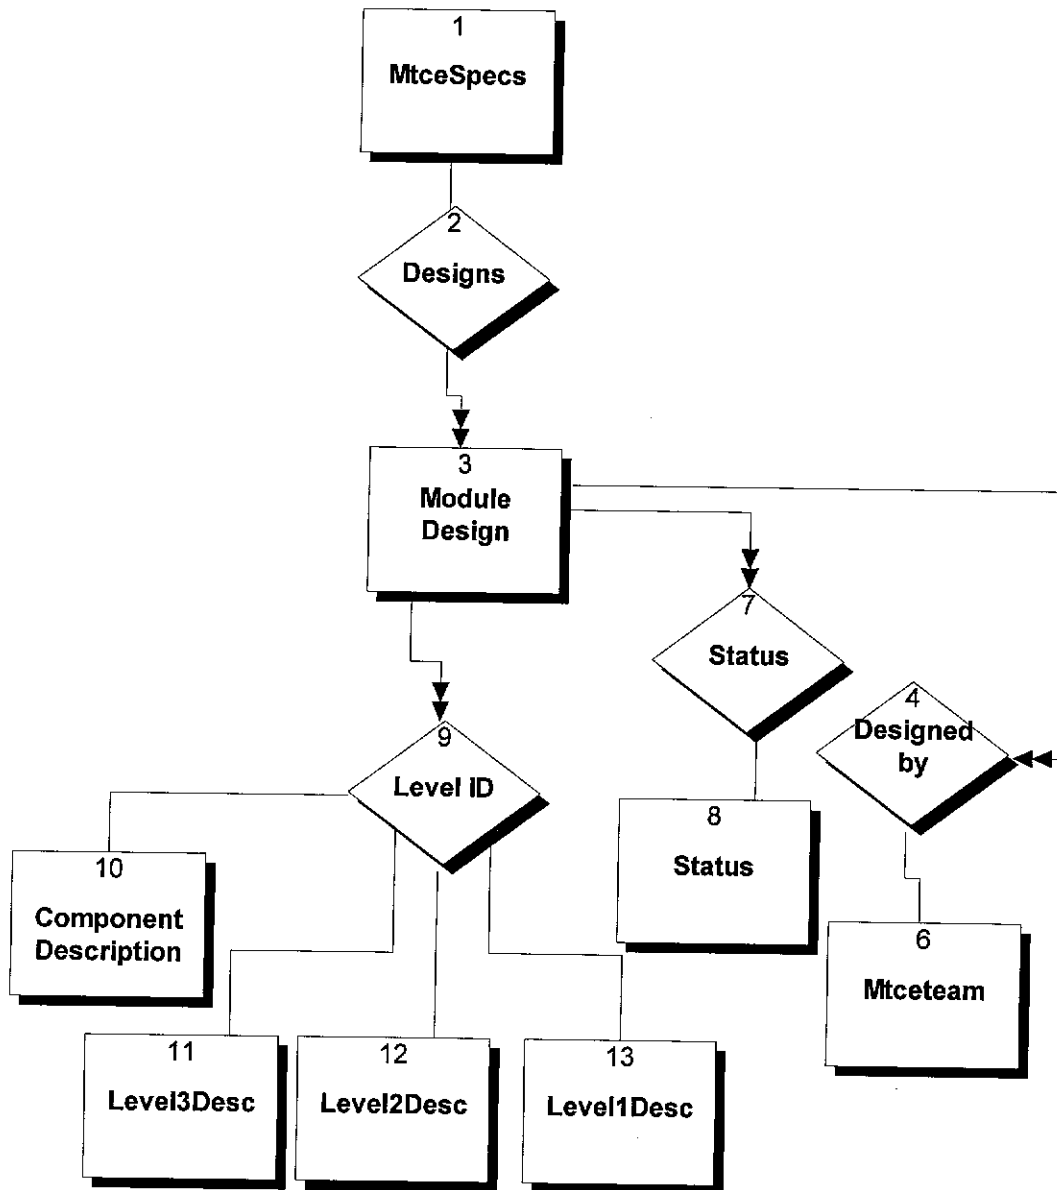 1
MtceSpecs
2
Designs
3
Module
Design
7
Status
4
Designed
by
9
Level ID
8
Status
10
Component
Description
6
Mtceteam
11
Level3Desc
12
Level2Desc
13
Level1Desc